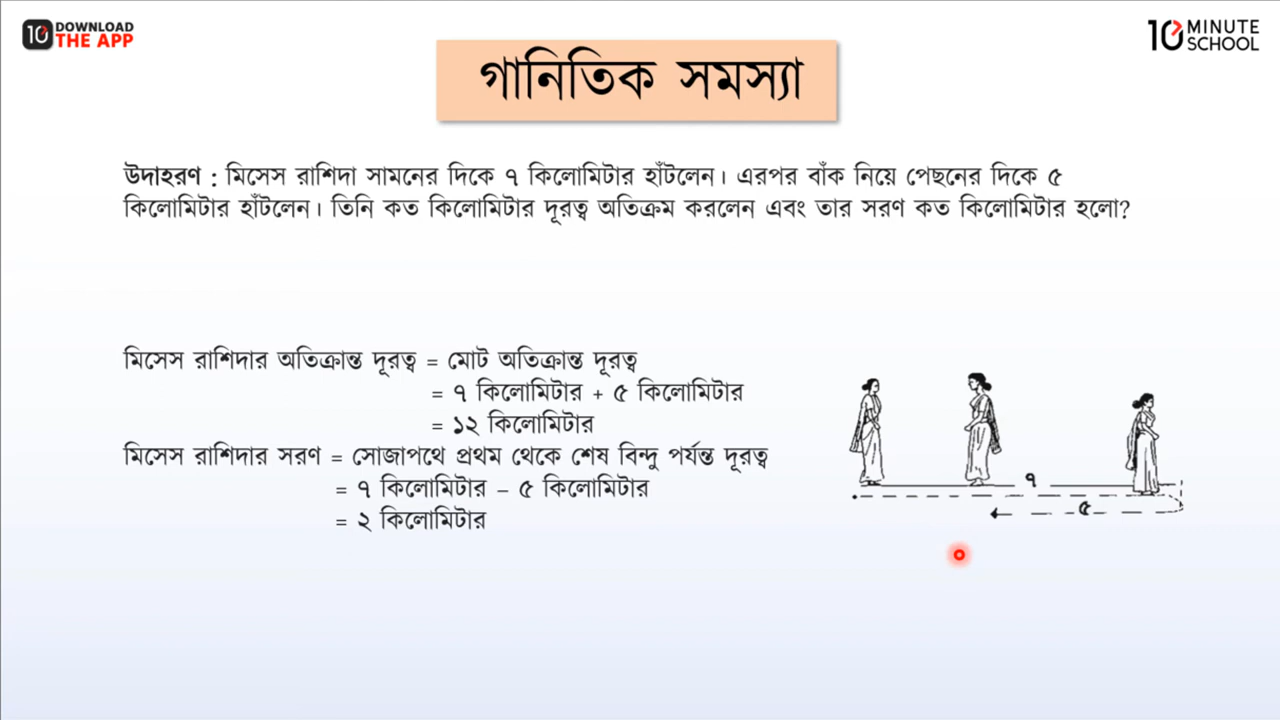 DOWNLOAD
THE APP
10 MINUTE
SCHOOL
গানিতিক সমস্যা
উদাহরণ : মিসেস রাশিদা সামনের দিকে ৭ কিলোমিটার হাঁটলেন। এরপর বাঁক নিয়ে পেছনের দিকে ৫
কিলোমিটার হাঁটলেন। তিনি কত কিলোমিটার দূরত্ব অতিক্রম করলেন এবং তার সরণ কত কিলোমিটার হলো?
মিসেস রাশিদার অতিক্রান্ত দূরত্ব = মোট অতিক্রান্ত দূরত্ব
= ৭ কিলোমিটার + ৫ কিলোমিটার
= ১২ কিলোমিটার
মিসেস রাশিদার সরণ = সোজাপথে প্রথম থেকে শেষ বিন্দু পর্যন্ত দূরত্ব
= ৭ কিলোমিটার – ৫ কিলোমিটার
= ২ কিলোমিটার
৭
৫